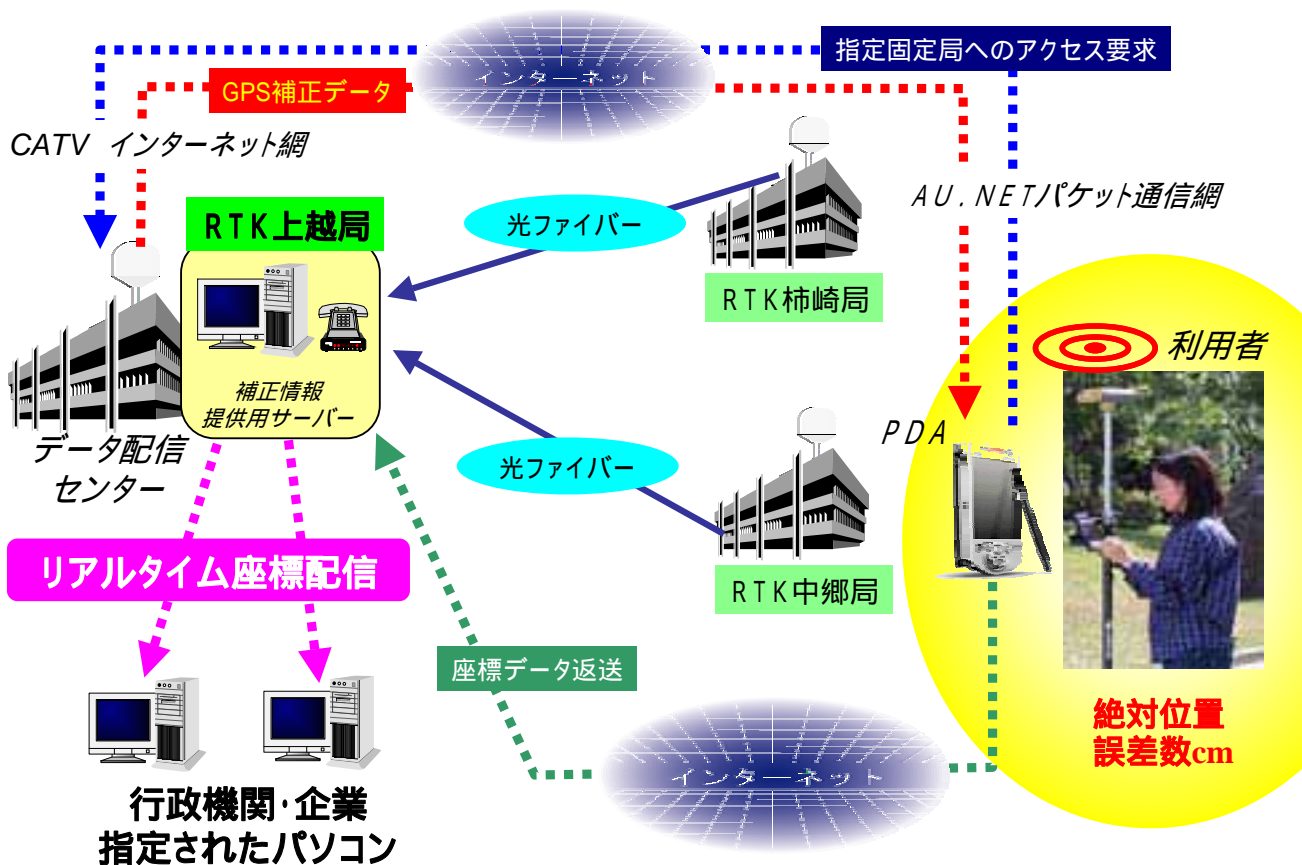 インターネット
指定固定局へのアクセス要求
GPS補正データ
CATV インターネット網
AU.NETパケット通信網
RTK上越局
光ファイバー
RTK柿崎局
利用者
補正情報
提供用サーバー
PDA
データ配信
センター
光ファイバー
リアルタイム座標配信
RTK中郷局
座標データ返送
絶対位置
誤差数cm
インターネット
行政機関・企業
指定されたパソコン